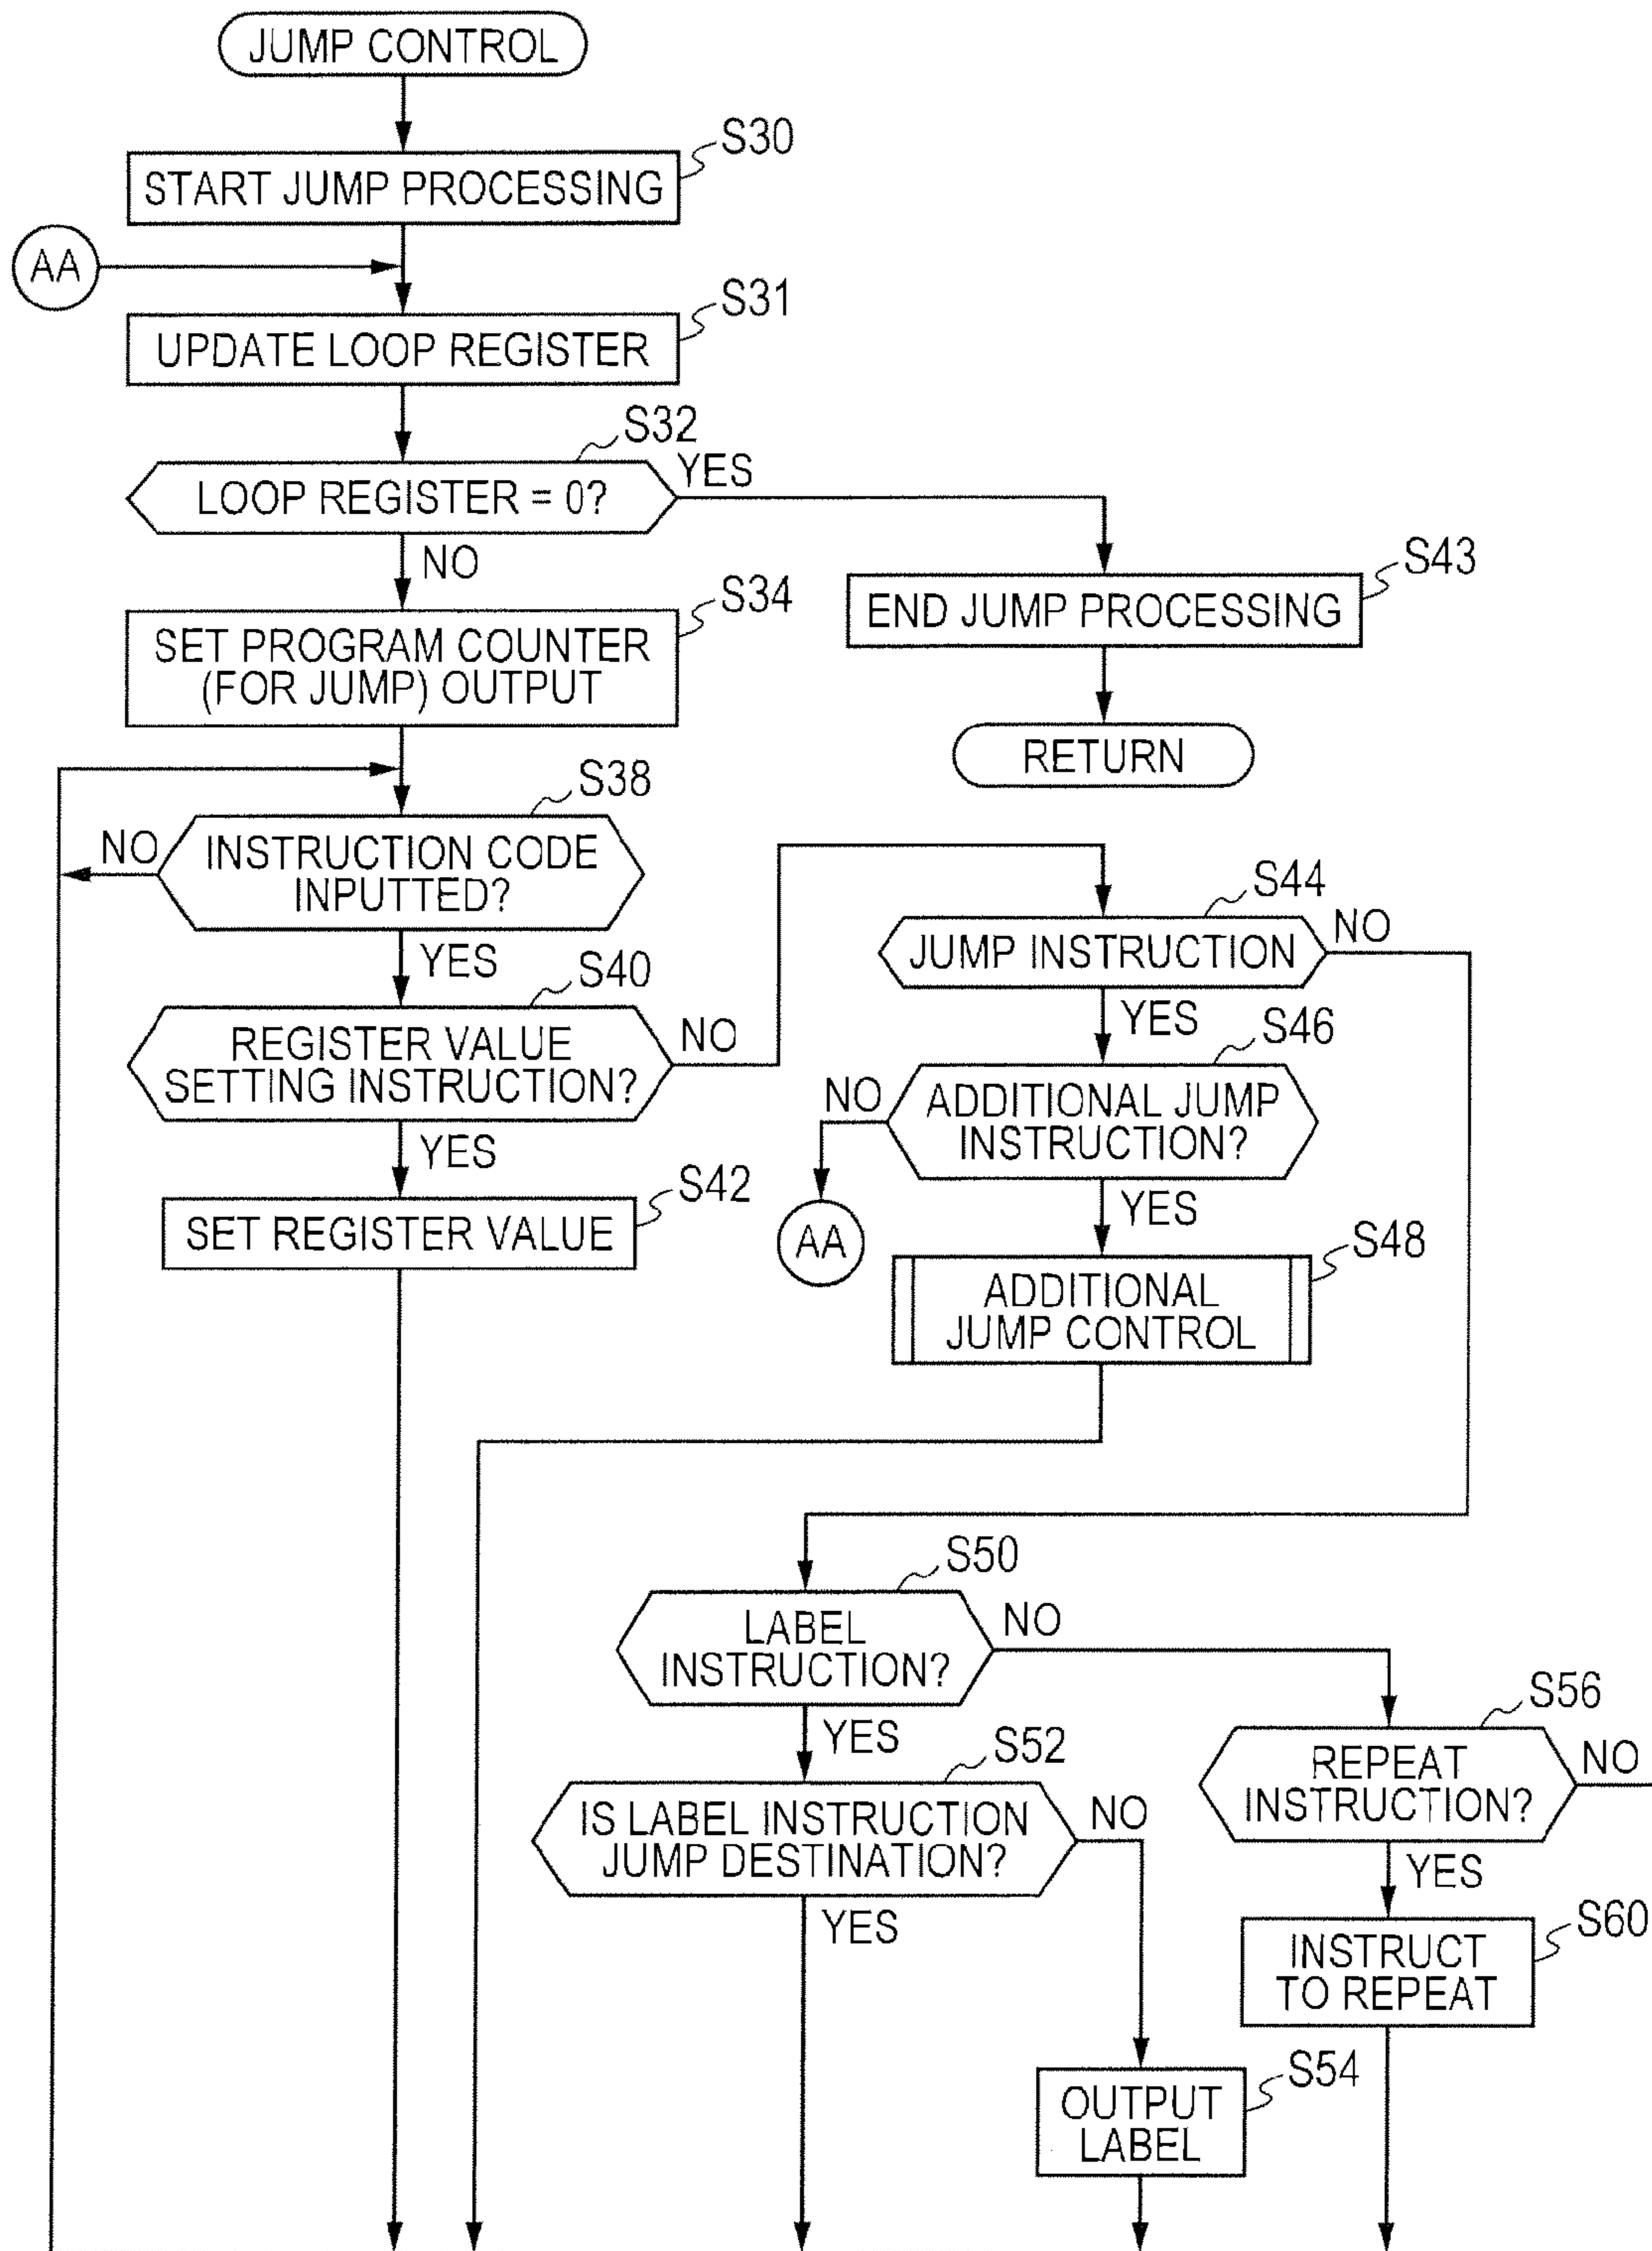 JUMP CONTROL
S30
START JUMP PROCESSING
AA
S31
UPDATE LOOP REGISTER
S32
LOOP REGISTER = 0?
YES
NO
S43
END JUMP PROCESSING
S34
SET PROGRAM COUNTER
(FOR JUMP) OUTPUT
RETURN
S38
NO
INSTRUCTION CODE
INPUTTED?
YES
S44
JUMP INSTRUCTION
NO
YES
S40
REGISTER VALUE
SETTING INSTRUCTION?
NO
YES
S46
NO
ADDITIONAL JUMP
INSTRUCTION?
YES
AA
S42
SET REGISTER VALUE
S48
ADDITIONAL
JUMP CONTROL
S50
LABEL
INSTRUCTION?
NO
YES
S56
REPEAT
INSTRUCTION?
NO
YES
S52
IS LABEL INSTRUCTION
JUMP DESTINATION?
NO
YES
S60
INSTRUCT
TO REPEAT
S54
OUTPUT
LABEL